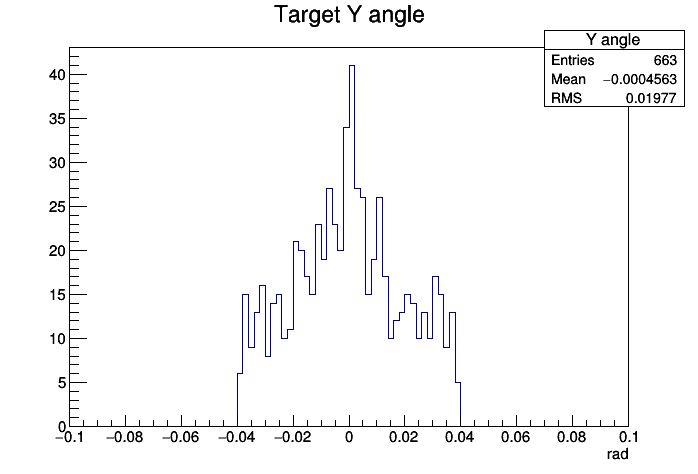 Target Y angle
Y angle
Entries 663
Mean −0.0004563
RMS 0.01977
40
35
30
25
20
15
10
5
0
−0.1 −0.08 −0.06 −0.04 −0.02 0 0.02 0.04 0.06 0.08 0.1
rad